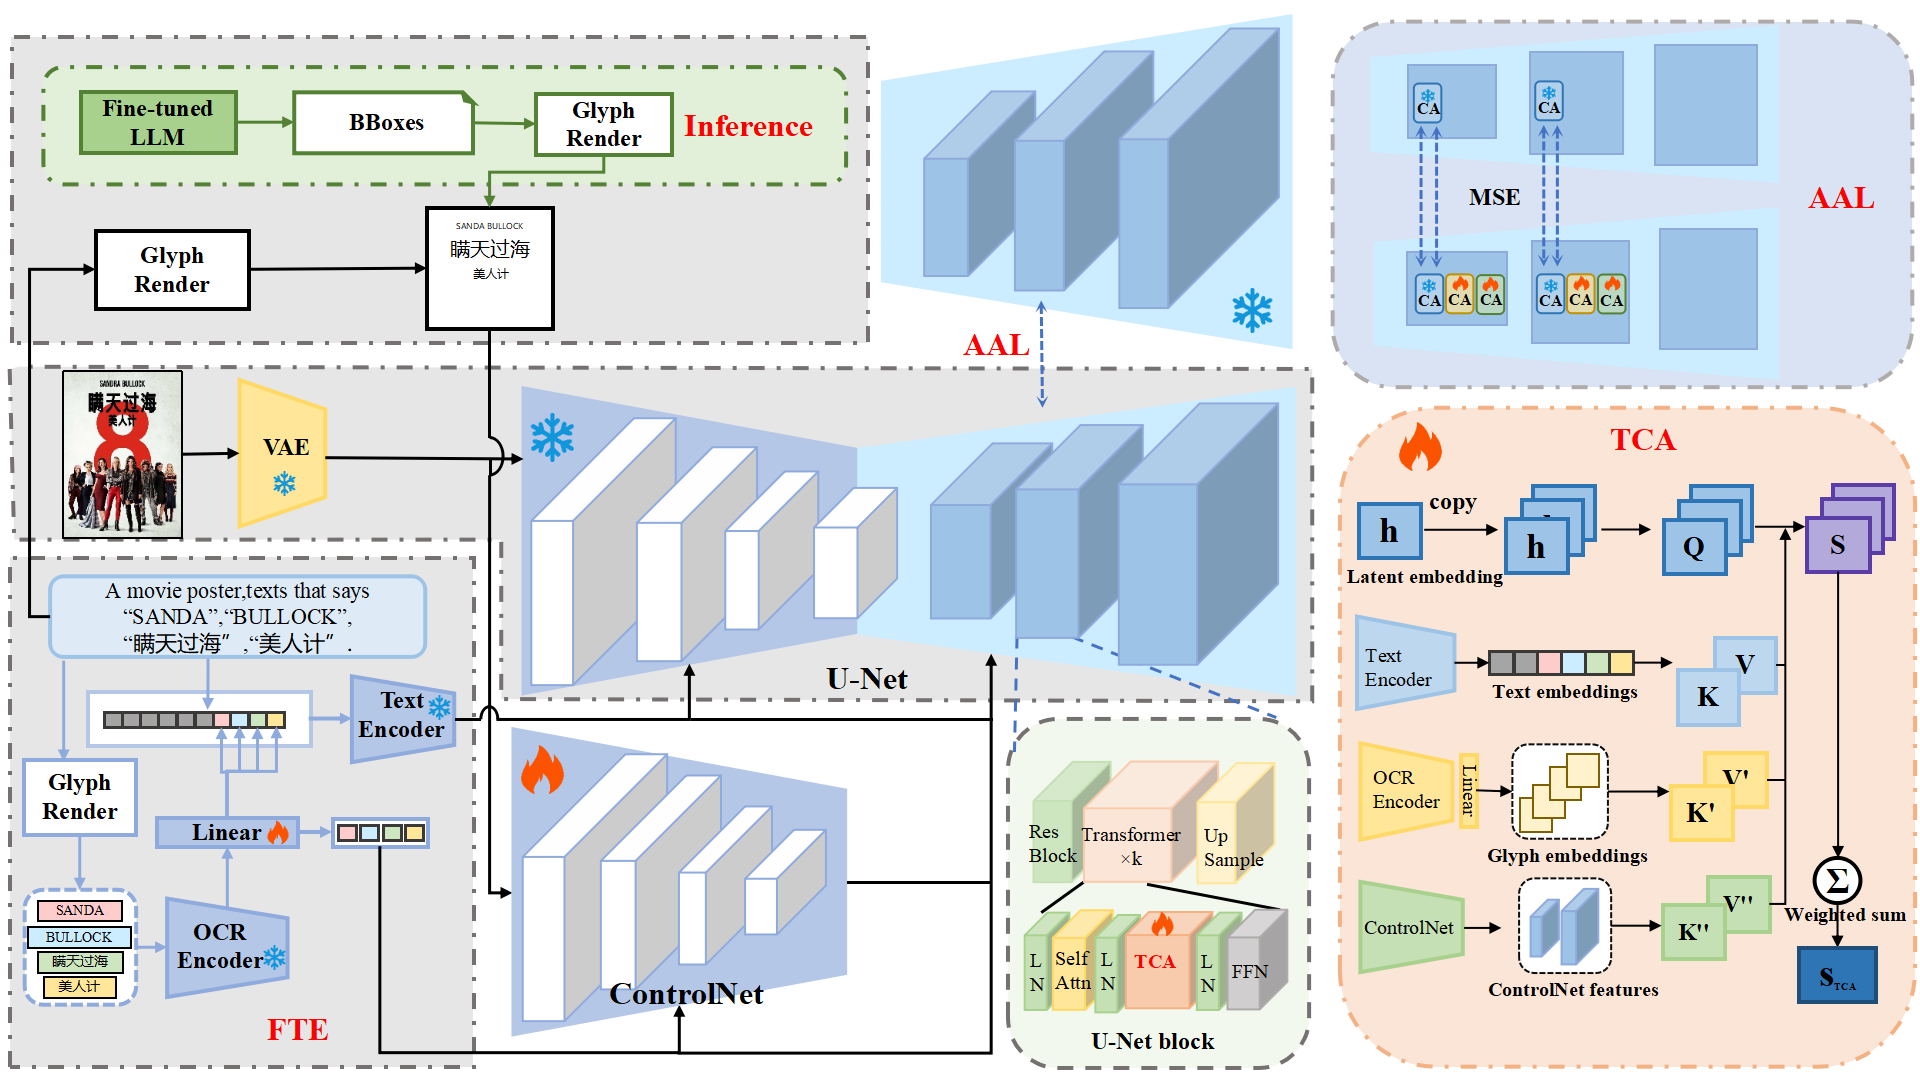 Fine-tuned
LLM
BBoxes
Glyph
Render
Inference
Glyph
Render
SANDA BULLOCK
瞒天过海
美人计
SANDRA BULLOCK
瞒天过海
美人计
8
VAE
A movie poster,texts that says
“SANDA”,“BULLOCK”,
“瞒天过海” ,“美人计” .
Text
Encoder
Glyph
Render
Linear
SANDA
BULLOCK
瞒天过海
美人计
OCR
Encoder
FTE
AAL
U-Net
ControlNet
Res
Block
Transformer
×k
Up
Sample
LN
Self
Attn
LN
TCA
LN
FFN
U-Net block
CA
CA
MSE
AAL
CA
CA
CA
CA
CA
CA
TCA
h
copy
h
Q
S
Latent embedding
Text
Encoder
Text embeddings
V
K
OCR
Encoder
Linear
Glyph embeddings
V'
K'
ControlNet
ControlNet features
V''
K''
Σ
Weighted sum
S TCA